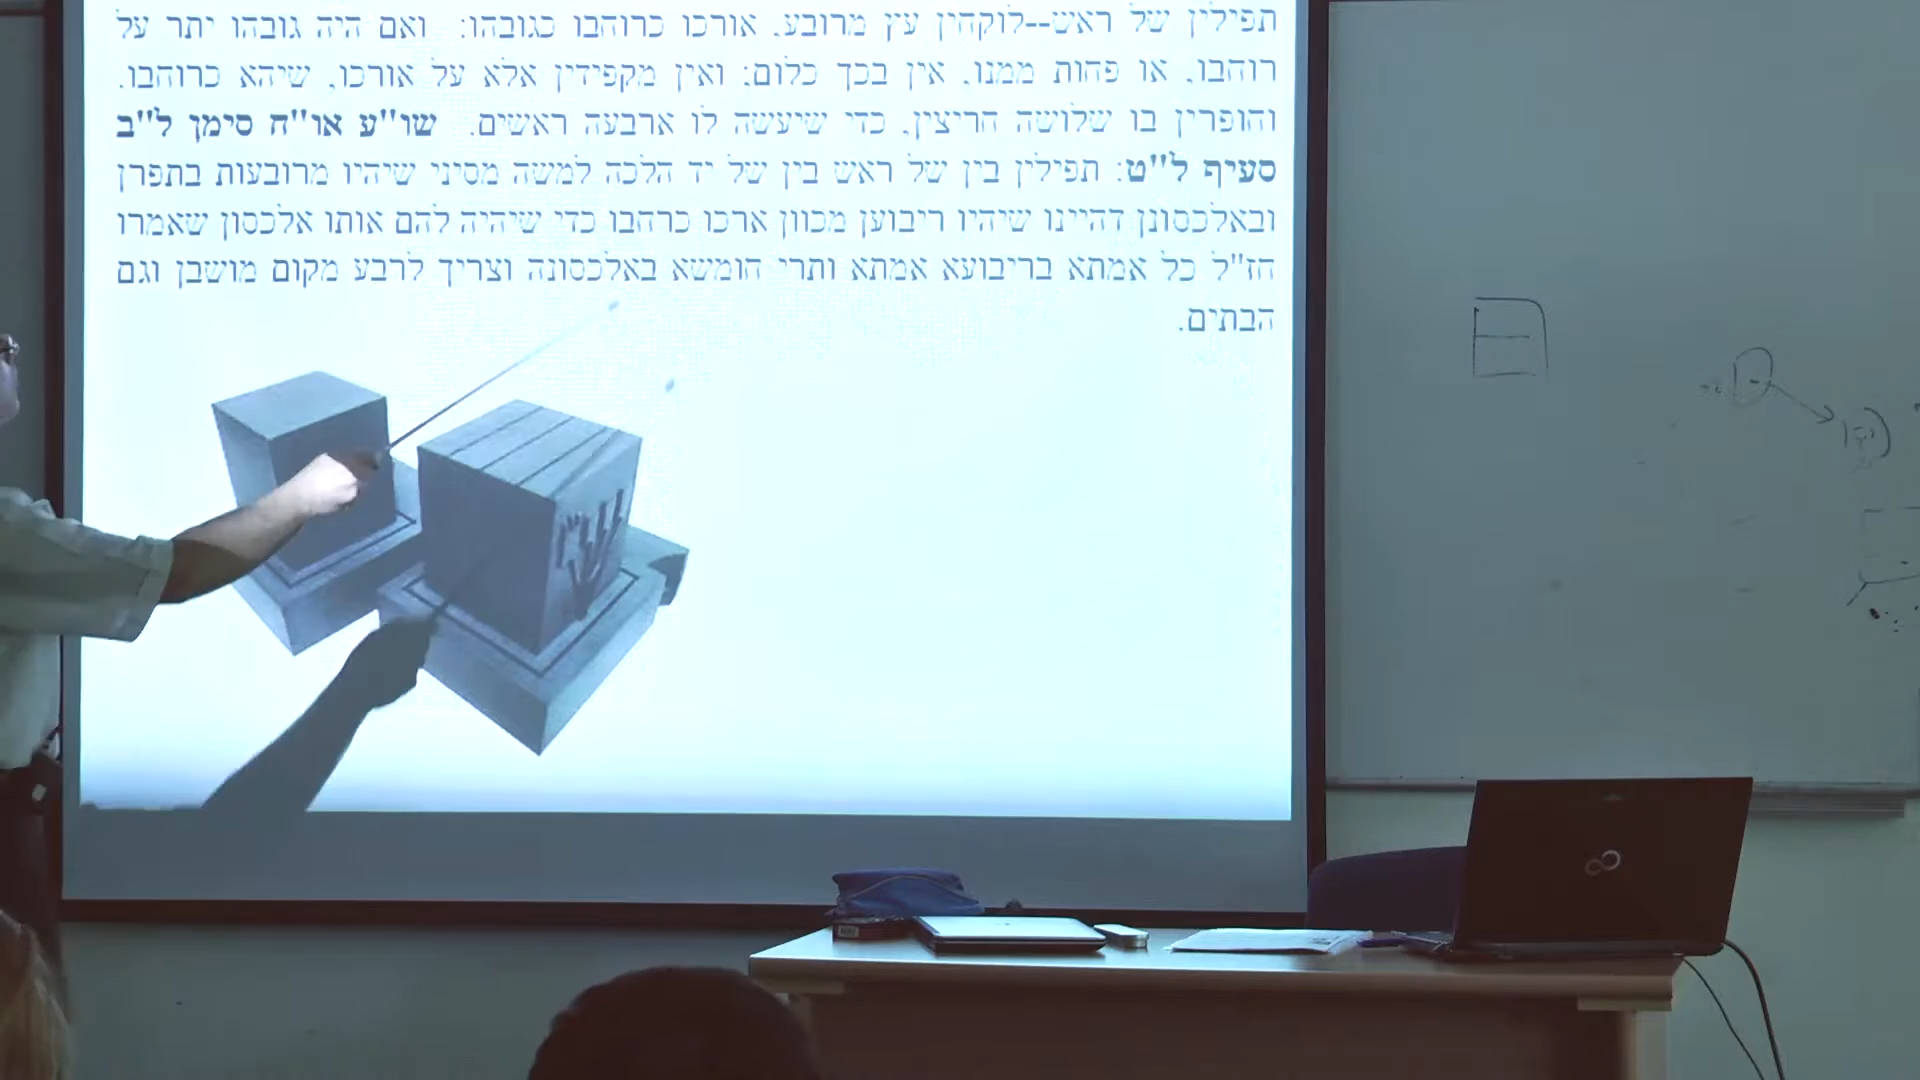 תפילין של ראש--לוקחין עץ מרובע, אורכו כרוחבו כגובהו; ואם היה גובהו יתר על
רוחבו, או פחות ממנו, אין בכך כלום; ואין מקפידין אלא על אורכו, שיהא כרוחבו.
וחופרין בו שלושה חריצין, כדי שיעשה לו ארבעה ראשים. שו"ע או"ח סימן ל"ב
סעיף ל"ט: תפילין בין של ראש בין של יד הלכה למשה מסיני שיהיו מרובעות בתפרן
ובאלכסונן דהיינו שיהיו ריבוען מכוון ארכו כרחבו כדי שיהיה להם אותו אלכסון שאמרו
חז"ל כל אמתא בריבועא אמתא ותרי חומשא באלכסונה וצריך לרבע מקום מושבן וגם
הבתים.
ש